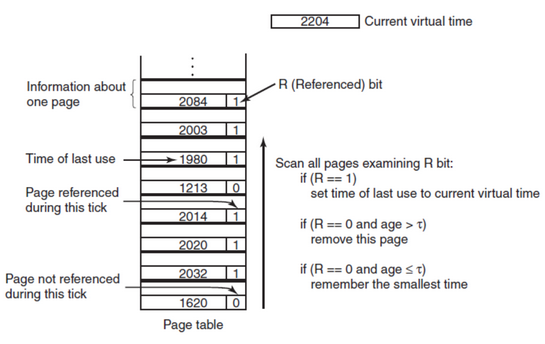 2204 Current virtual time
Information about
one page
2084 1
R (Referenced) bit
2003 1
Time of last use
1980 1
1213 0
Page referenced
during this tick
2014 1
2020 1
2032 1
Page not referenced
during this tick
1620 0
Page table
Scan all pages examining R bit:
if (R == 1)
set time of last use to current virtual time
if (R == 0 and age > τ)
remove this page
if (R == 0 and age ≤ τ)
remember the smallest time